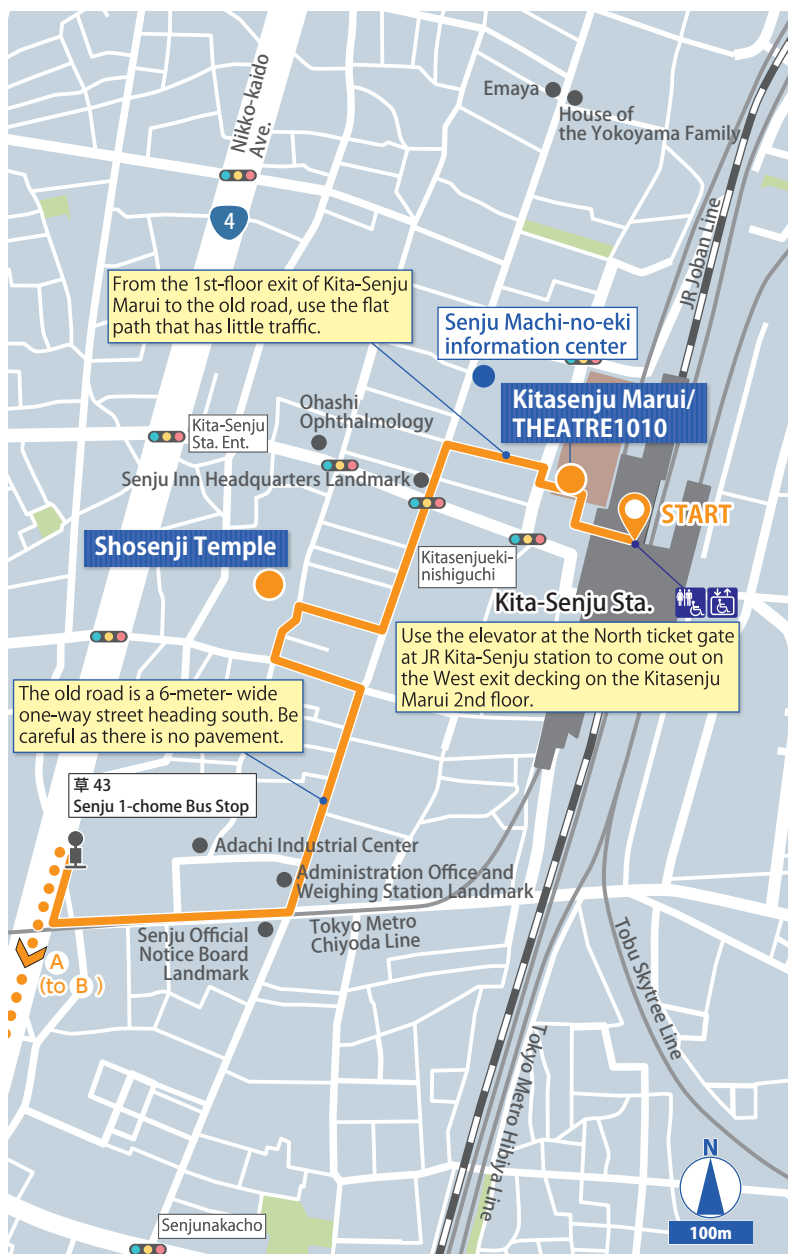 Emaya
House of
the Yokoyama Family
Nikko-kaido
Ave.
4
JR Joban Line
From the 1st-floor exit of Kita-Senju
Marui to the old road, use the flat
path that has little traffic.
Senju Machi-no-eki
information center
Kitasenju Marui/
THEATRE1010
Ohashi
Ophthalmology
Kita-Senju
Sta. Ent.
Senju Inn Headquarters Landmark
START
Shosenji Temple
Kitasenjueki-
nishiguchi
Kita-Senju Sta.
Use the elevator at the North ticket gate
at JR Kita-Senju station to come out on
the West exit decking on the Kitasenju
Marui 2nd floor.
The old road is a 6-meter- wide
one-way street heading south. Be
careful as there is no pavement.
草 43
Senju 1-chome Bus Stop
Adachi Industrial Center
Administration Office and
Weighing Station Landmark
Senju Official
Notice Board
Landmark
Tokyo Metro
Chiyoda Line
A
(to B )
Tobu Skytree Line
Tokyo Metro Hibiya Line
Senjunakacho
N
100m